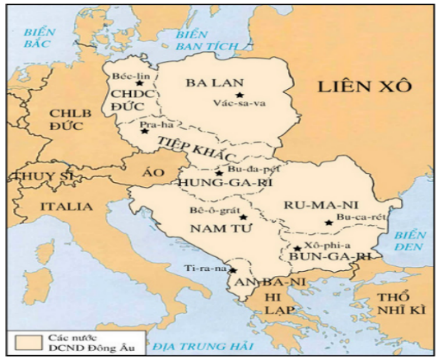 BIỂN
BẮC
BIỂN
BAN TÍCH
Béc-lin
CHDC
ĐỨC
BA LAN
Vác-sa-va
LIÊN XÔ
CHLB
ĐỨC
Pra-ha
TIỆP KHẮC
THUỴ SĨ
ÁO
Bu-đa-pét
HUNG-GA-RI
ITALIA
RU-MA-NI
Bê-ô-grát
NAM TƯ
Bu-ca-rét
BIỂN
ĐEN
Xô-phi-a
BUN-GA-RI
Ti-ra-na
AN-BA-NI
HI
LẠP
THỔ
NHĨ KÌ
Các nước
DCND Đông Âu
ĐỊA TRUNG HẢI